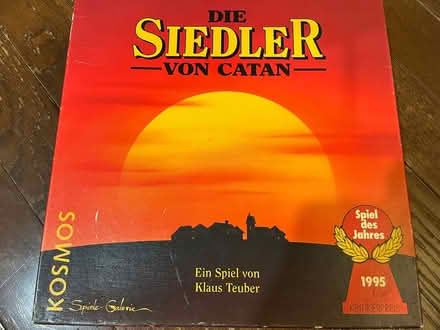 DIE
SIEDLER
VON CATAN
KOSMOS
Ein Spiel von
Klaus Teuber
Spiele-Galerie
Spiel
des
Jahres
1995